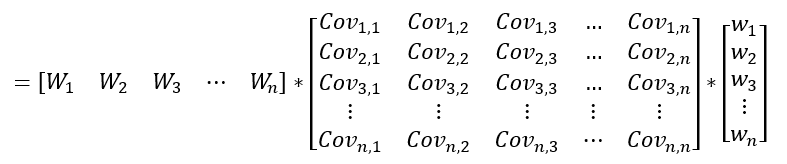 = [W₁ W₂ W₃ ⋯ Wₙ] * [Cov₁,₁ Cov₁,₂ Cov₁,₃ … Cov₁,ₙ
Cov₂,₁ Cov₂,₂ Cov₂,₃ … Cov₂,ₙ
Cov₃,₁ Cov₃,₂ Cov₃,₃ … Cov₃,ₙ
⋮ ⋮ ⋮ ⋮ ⋮
Covₙ,₁ Covₙ,₂ Covₙ,₃ ⋯ Covₙ,ₙ] * [w₁
w₂
w₃
⋮
wₙ]